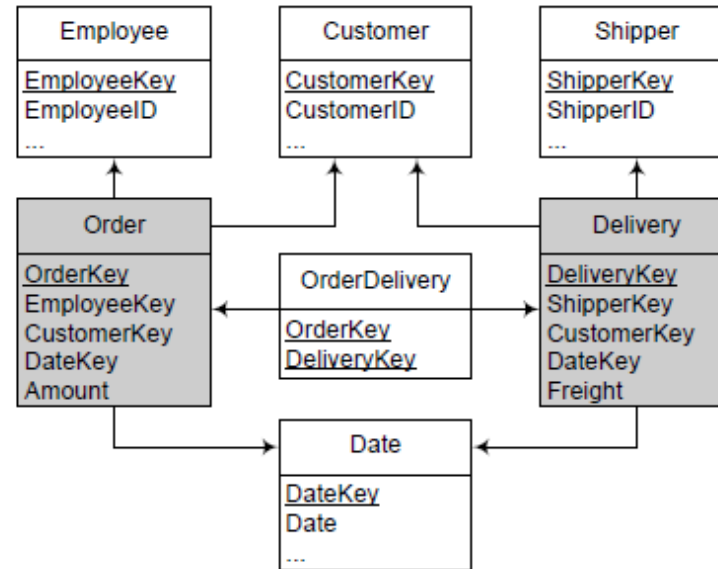 Employee
EmployeeKey
EmployeeID
...
Customer
CustomerKey
CustomerID
...
Shipper
ShipperKey
ShipperID
...
Order
OrderKey
EmployeeKey
CustomerKey
DateKey
Amount
OrderDelivery
OrderKey
DeliveryKey
Delivery
DeliveryKey
ShipperKey
CustomerKey
DateKey
Freight
Date
DateKey
Date
...